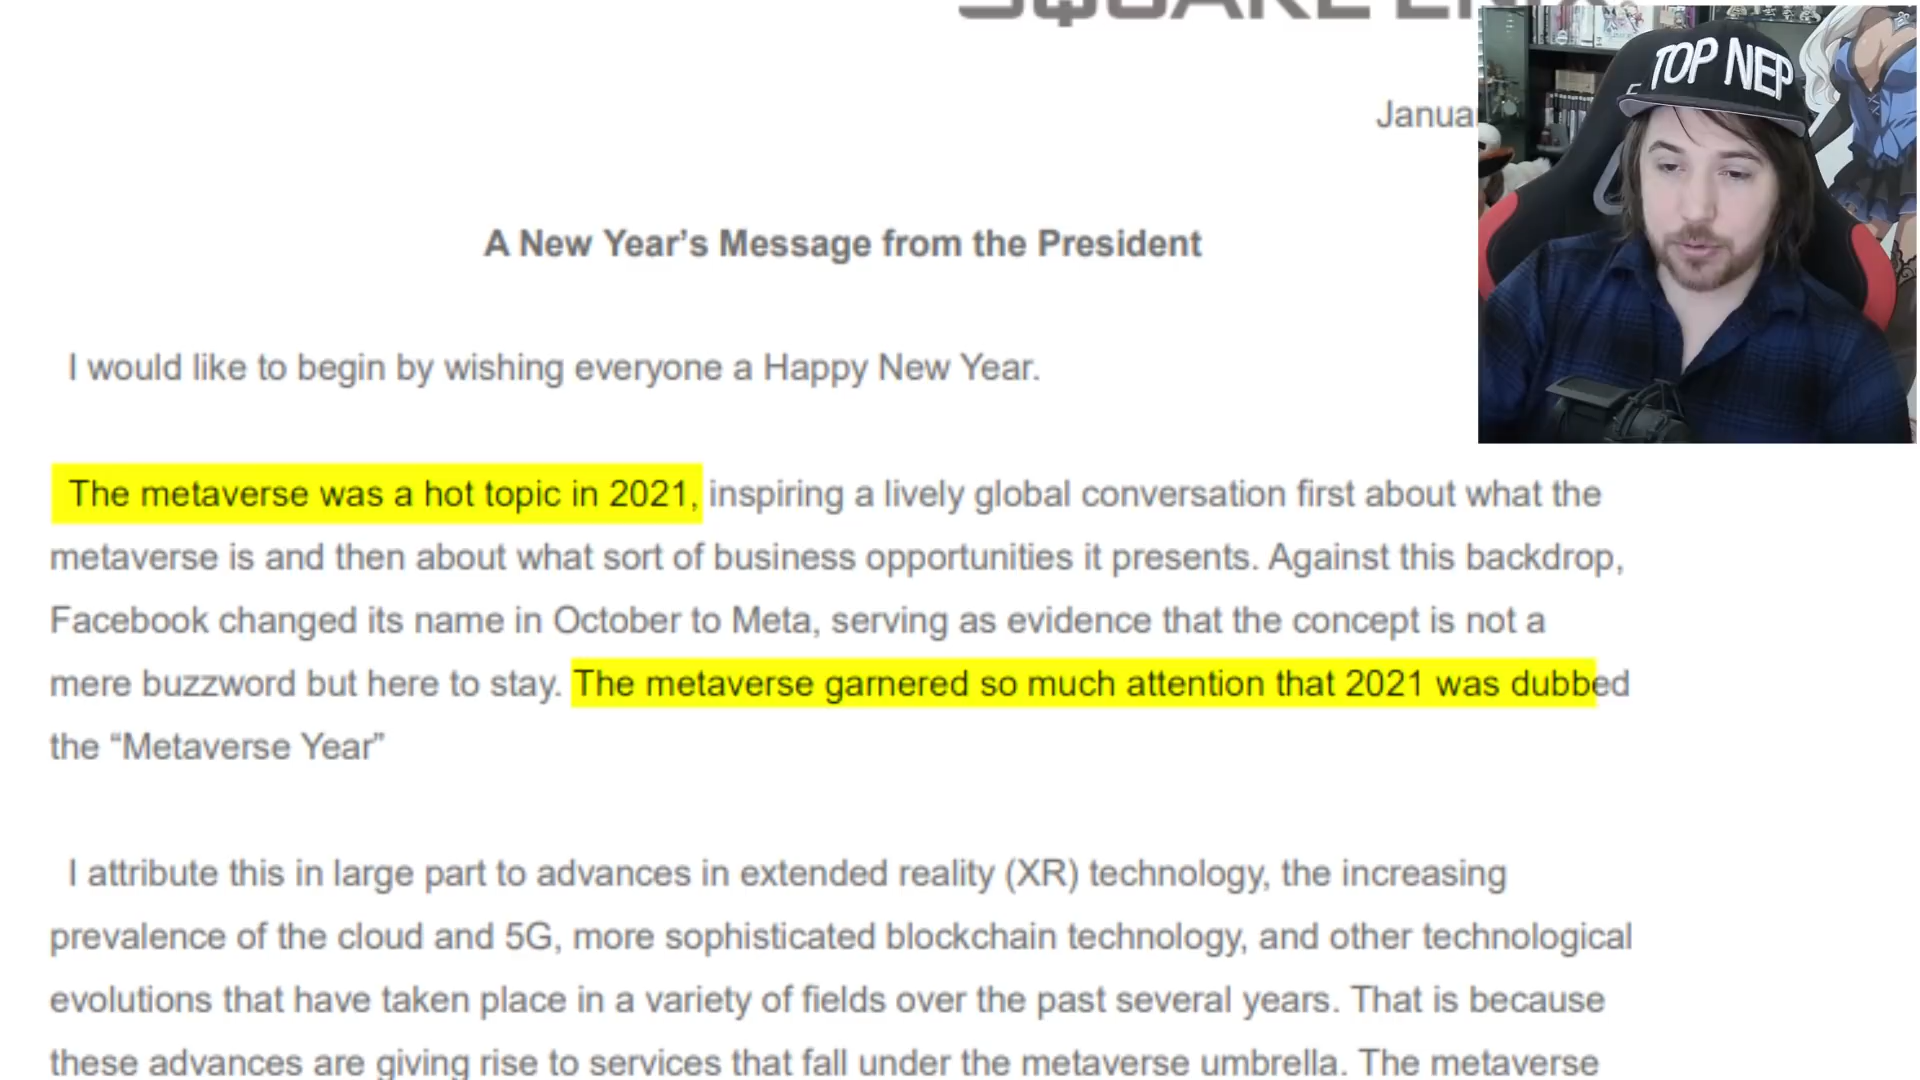 SQUARE ENIX
Janua
A New Year’s Message from the President
I would like to begin by wishing everyone a Happy New Year.
The metaverse was a hot topic in 2021, inspiring a lively global conversation first about what the
metaverse is and then about what sort of business opportunities it presents. Against this backdrop,
Facebook changed its name in October to Meta, serving as evidence that the concept is not a
mere buzzword but here to stay. The metaverse garnered so much attention that 2021 was dubbed
the “Metaverse Year”
I attribute this in large part to advances in extended reality (XR) technology, the increasing
prevalence of the cloud and 5G, more sophisticated blockchain technology, and other technological
evolutions that have taken place in a variety of fields over the past several years. That is because
these advances are giving rise to services that fall under the metaverse umbrella. The metaverse
TOP NEP